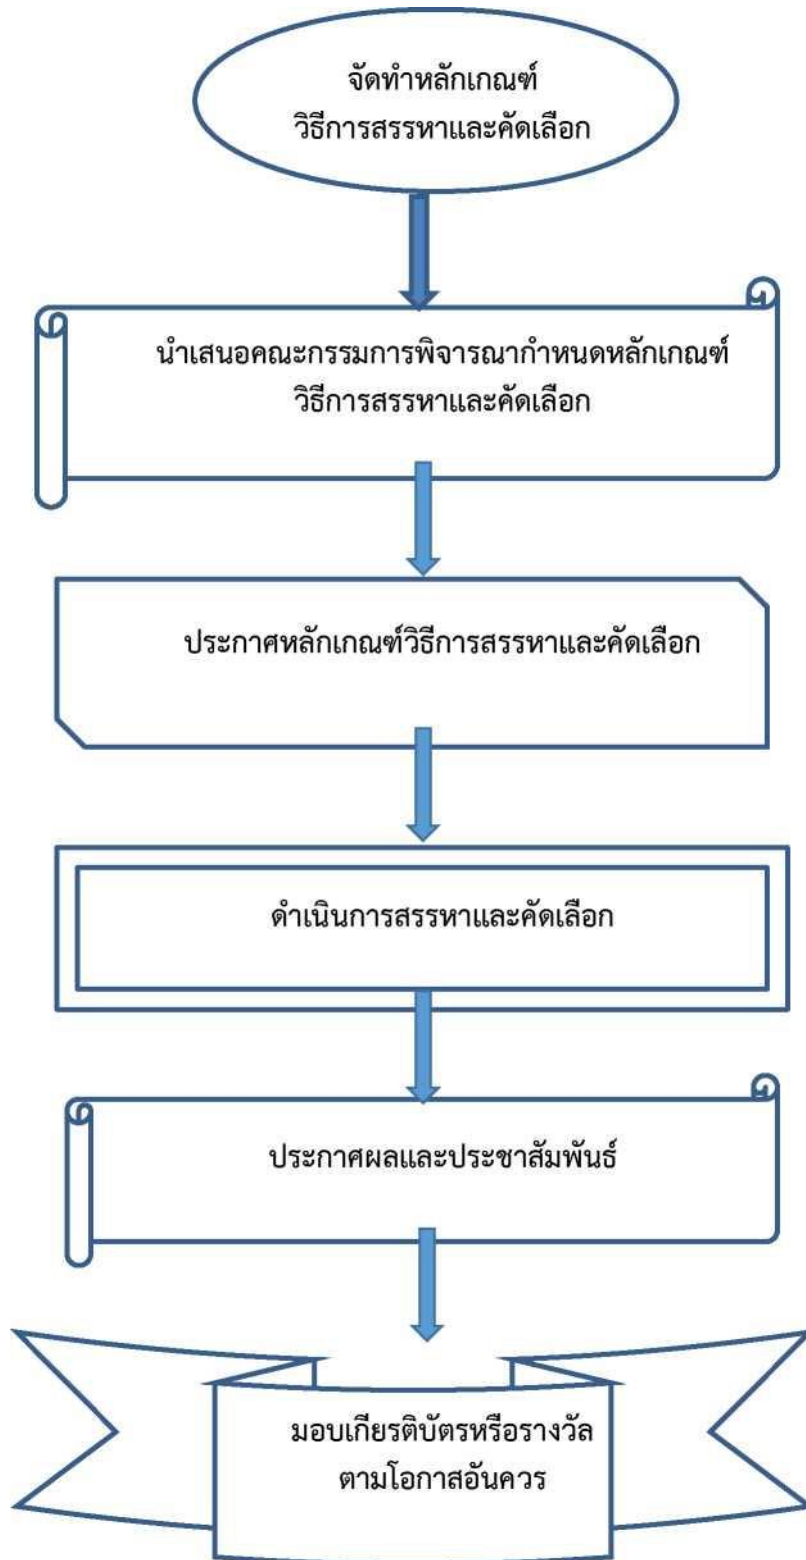 จัดทำหลักเกณฑ์
วิธีการสรรหาและคัดเลือก
นำเสนอคณะกรรมการพิจารณากำหนดหลักเกณฑ์
วิธีการสรรหาและคัดเลือก
ประกาศหลักเกณฑ์วิธีการสรรหาและคัดเลือก
ดำเนินการสรรหาและคัดเลือก
ประกาศผลและประชาสัมพันธ์
มอบเกียรติบัตรหรือรางวัล
ตามโอกาสอันควร